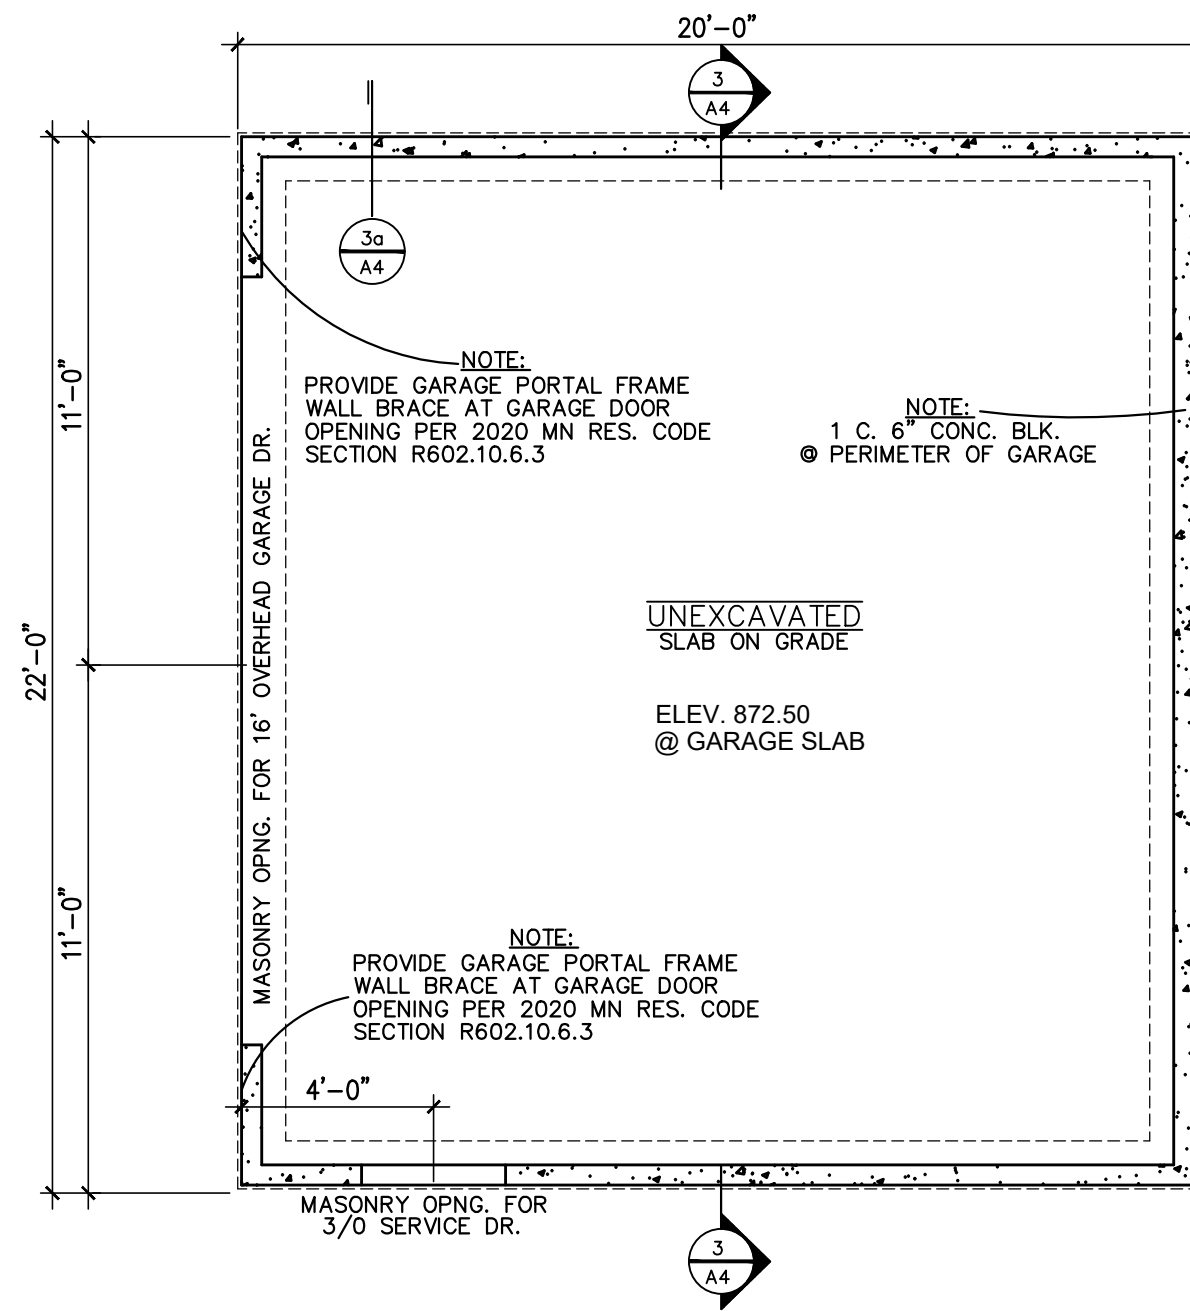 20'-0"
3
A4
3a
A4
NOTE:
PROVIDE GARAGE PORTAL FRAME
WALL BRACE AT GARAGE DOOR
OPENING PER 2020 MN RES. CODE
SECTION R602.10.6.3
NOTE:
1 C. 6" CONC. BLK.
@ PERIMETER OF GARAGE
11'-0"
22'-0"
11'-0"
MASONRY OPNG. FOR 16' OVERHEAD GARAGE DR.
UNEXCAVATED
SLAB ON GRADE
ELEV. 872.50
@ GARAGE SLAB
NOTE:
PROVIDE GARAGE PORTAL FRAME
WALL BRACE AT GARAGE DOOR
OPENING PER 2020 MN RES. CODE
SECTION R602.10.6.3
4'-0"
MASONRY OPNG. FOR
3/0 SERVICE DR.
3
A4